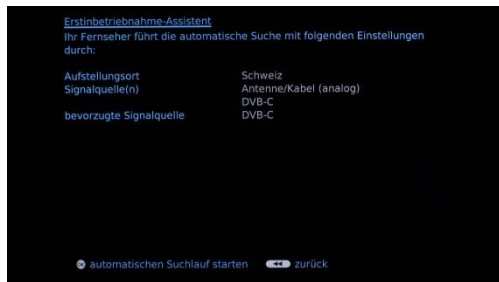 Erstinbetriebnahme-Assistent
Ihr Fernseher führt die automatische Suche mit folgenden Einstellungen
durch:
Aufstellungsort Schweiz
Signalquelle(n) Antenne/Kabel (analog)
DVB-C
bevorzugte Signalquelle DVB-C
OK automatischen Suchlauf starten ◄◄ zurück